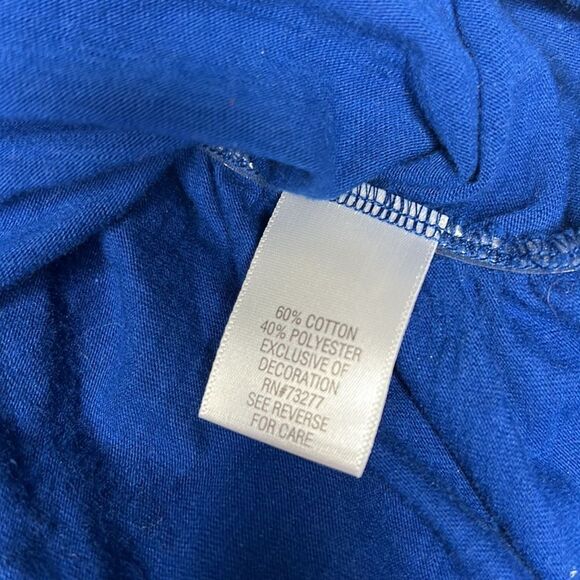 60% COTTON
40% POLYESTER
EXCLUSIVE OF
DECORATION
RN#73277
SEE REVERSE
FOR CARE